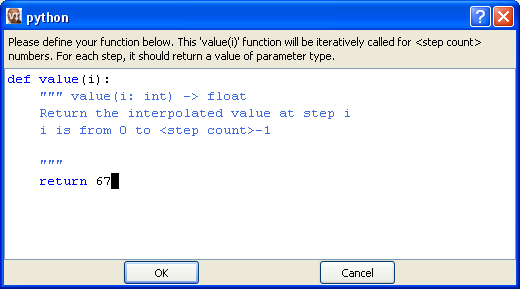 python
Please define your function below. This 'value(i)' function will be iteratively called for <step count>
numbers. For each step, it should return a value of parameter type.
def value(i):
    """ value(i: int) -> float
    Return the interpolated value at step i
    i is from 0 to <step count>-1
    """
    return 67
OK Cancel